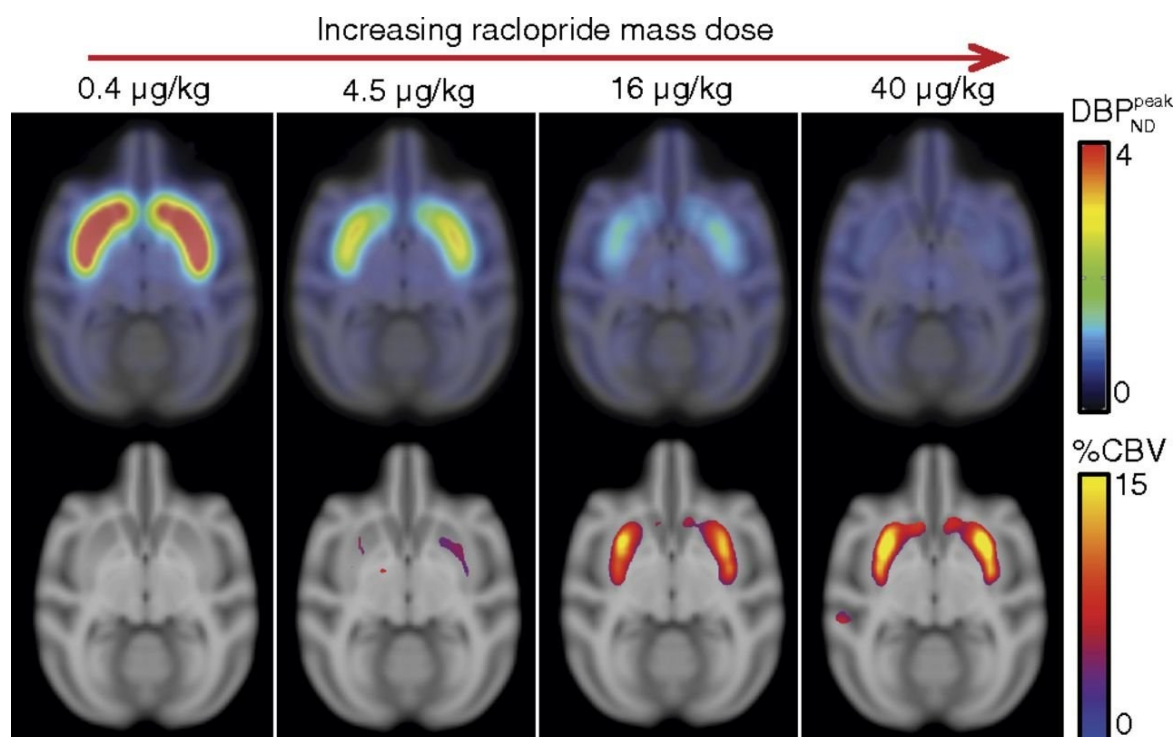 Increasing raclopride mass dose
0.4 µg/kg 4.5 µg/kg 16 µg/kg 40 µg/kg
DBP^peak_ND
4
0
%CBV
15
0